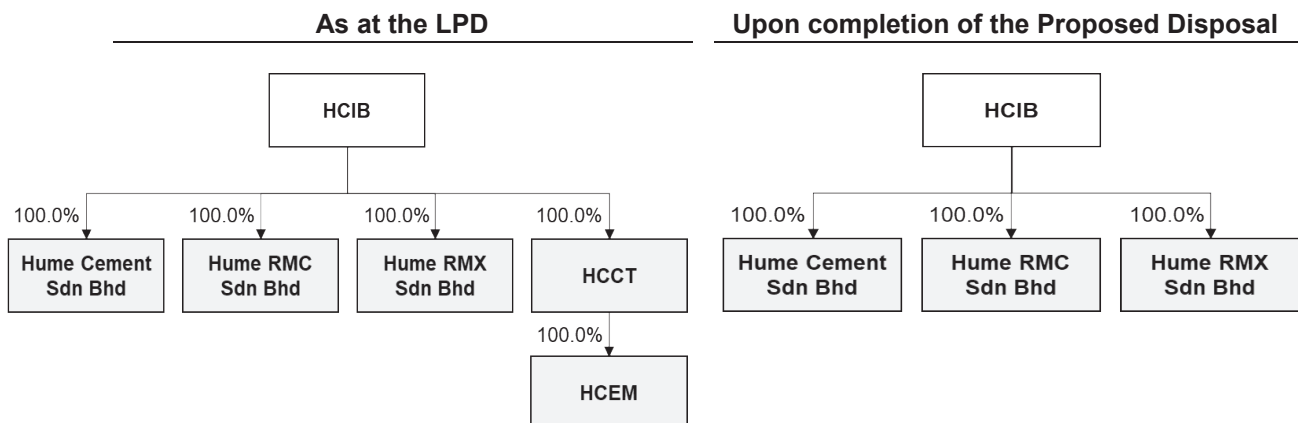 As at the LPD
HCIB
100.0%
100.0%
100.0%
100.0%
Hume Cement
Sdn Bhd
Hume RMC
Sdn Bhd
Hume RMX
Sdn Bhd
HCCT
100.0%
HCEM
Upon completion of the Proposed Disposal
HCIB
100.0%
100.0%
100.0%
Hume Cement
Sdn Bhd
Hume RMC
Sdn Bhd
Hume RMX
Sdn Bhd